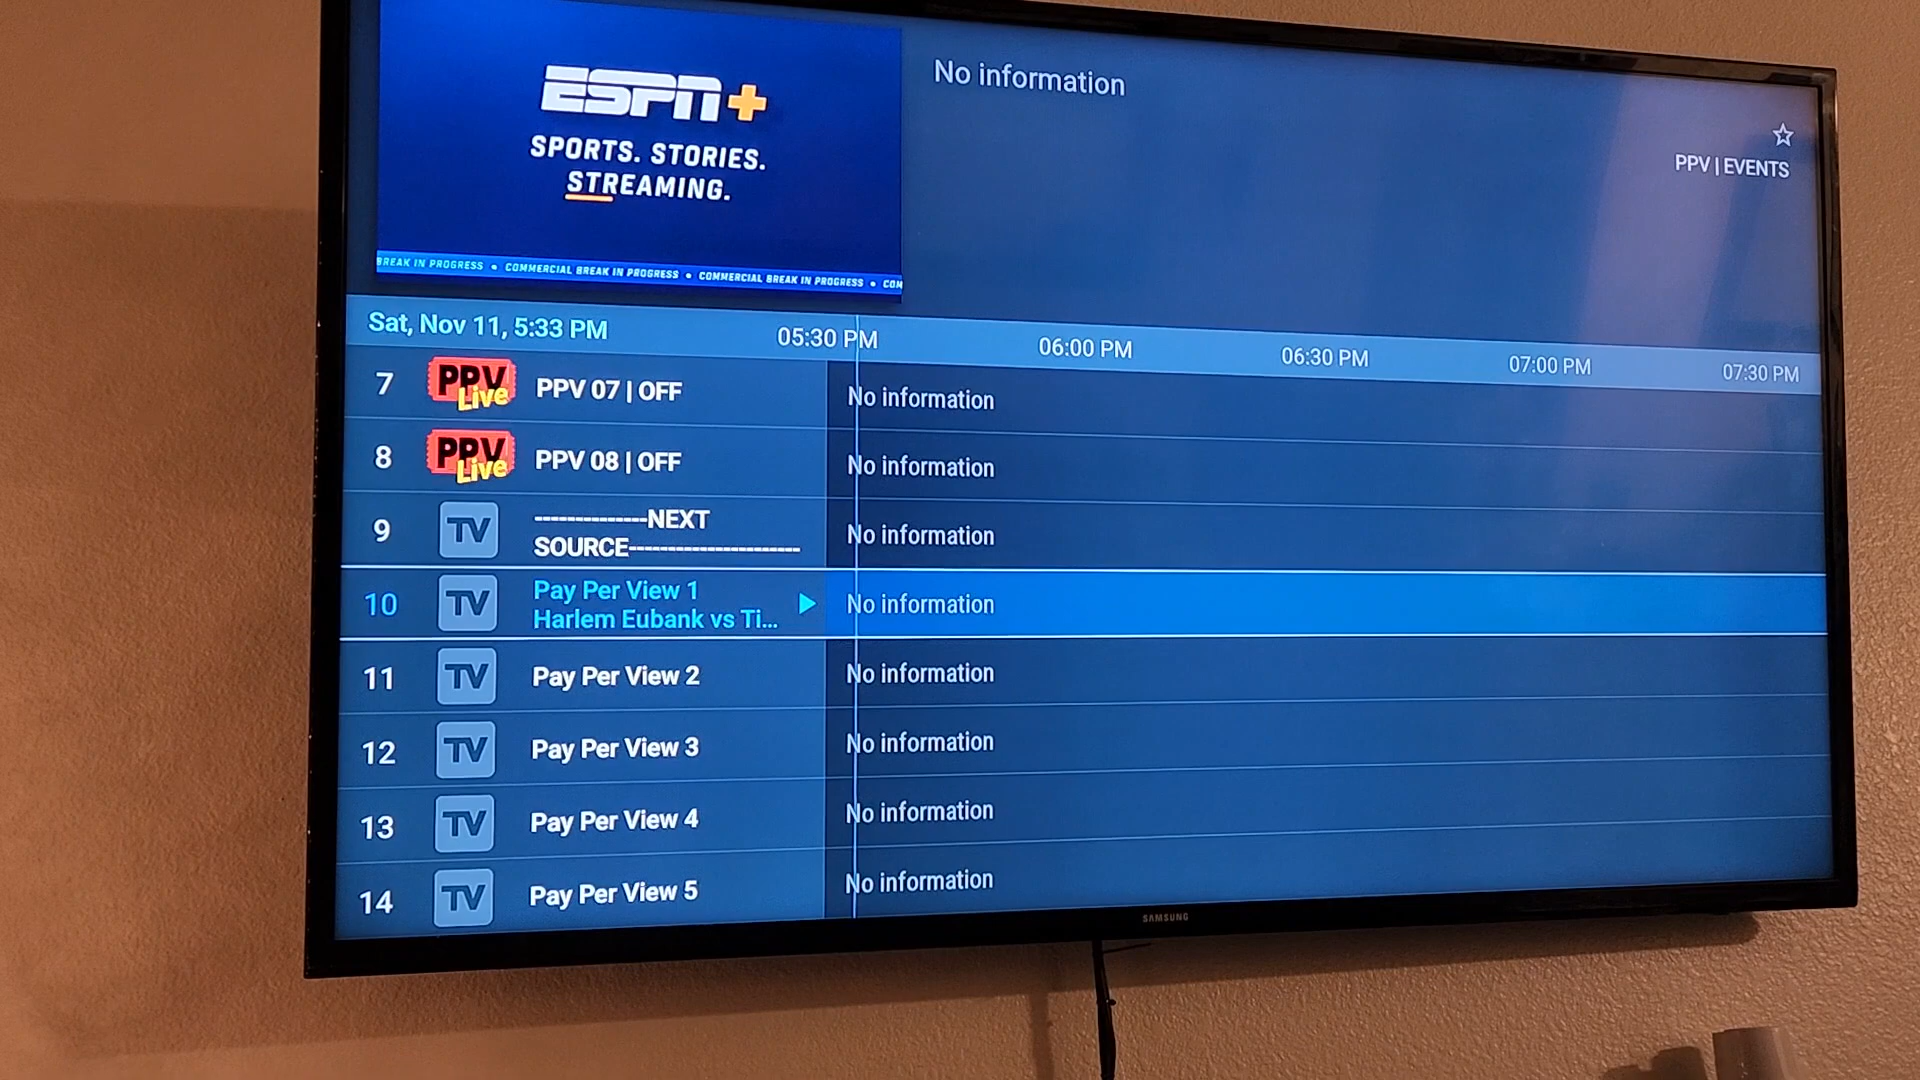 ESPN+
SPORTS. STORIES.
STREAMING.
BREAK IN PROGRESS • COMMERCIAL BREAK IN PROGRESS • COMMERCIAL BREAK IN PROGRESS • COM
No information
PPV | EVENTS
Sat, Nov 11, 5:33 PM 05:30 PM 06:00 PM 06:30 PM 07:00 PM 07:30 PM
7 PPV Live PPV 07 | OFF No information
8 PPV Live PPV 08 | OFF No information
9 TV --------------NEXT
SOURCE--------------------- No information
10 TV Pay Per View 1
Harlem Eubank vs Ti... No information
11 TV Pay Per View 2 No information
12 TV Pay Per View 3 No information
13 TV Pay Per View 4 No information
14 TV Pay Per View 5 No information
SAMSUNG